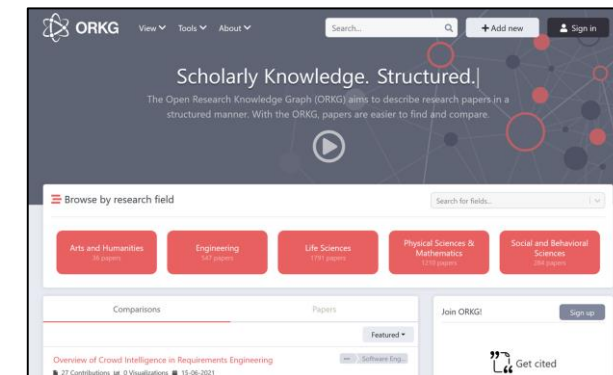 ORKG
View Tools About
Search...
+ Add new
Sign in
Scholarly Knowledge. Structured.|
The Open Research Knowledge Graph (ORKG) aims to describe research papers in a
structured manner. With the ORKG, papers are easier to find and compare.
Browse by research field
Search for fields...
Arts and Humanities
36 papers
Engineering
547 papers
Life Sciences
1791 papers
Physical Sciences &
Mathematics
1210 papers
Social and Behavioral
Sciences
284 papers
Comparisons
Papers
Join ORKG!
Sign up
Featured
Overview of Crowd Intelligence in Requirements Engineering
Software Eng...
27 Contributions 0 Visualizations 15-06-2021
Get cited